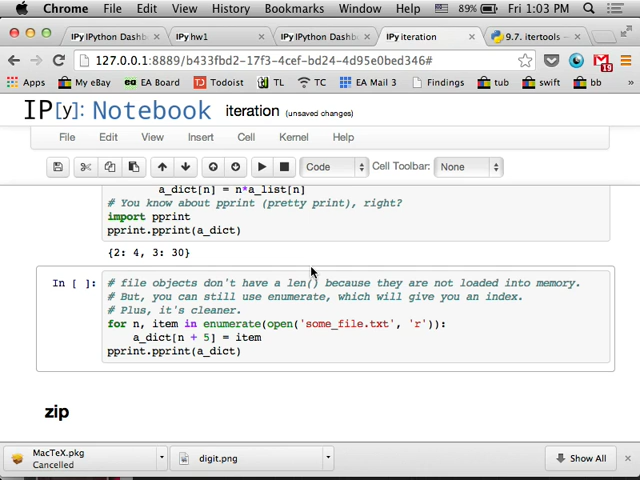 Chrome File Edit View History Bookmarks Window Help 89% Fri 1:03 PM
IPy IPython Dashb IPy hw1 IPy IPython Dashb IPy iteration 9.7. itertools
127.0.0.1:8889/b433fbd2-17f3-4cef-bd24-4d95e0bed346#
Apps My eBay ea EA Board Todoist TL TC EA Mail 3 Findings tub swift bb
19
IP[y]: Notebook iteration (unsaved changes)
File Edit View Insert Cell Kernel Help
Code Cell Toolbar: None
a_dict[n] = n*a_list[n]
# You know about pprint (pretty print), right?
import pprint
pprint.pprint(a_dict)
{2: 4, 3: 30}
In [ ]: # file objects don't have a len() because they are not loaded into memory.
# But, you can still use enumerate, which will give you an index.
# Plus, it's cleaner.
for n, item in enumerate(open('some_file.txt', 'r')):
a_dict[n + 5] = item
pprint.pprint(a_dict)
zip
MacTeX.pkg
Cancelled
digit.png
Show All